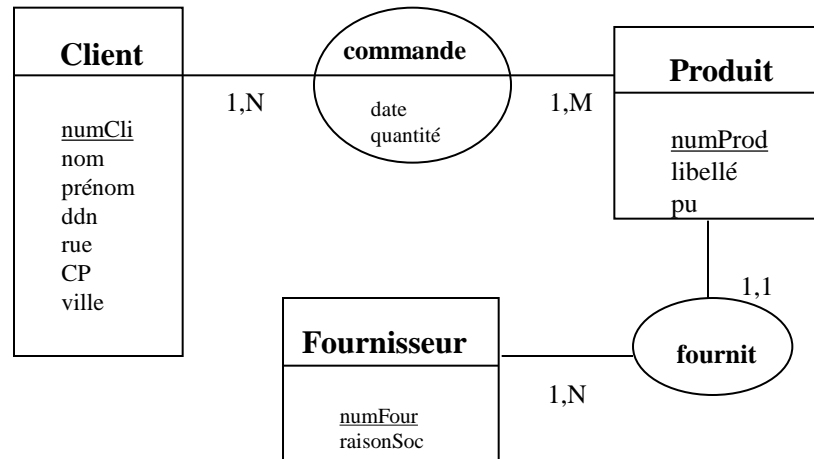 Client
numCli
nom
prénom
ddn
rue
CP
ville
1,N
commande
date
quantité
1,M
Produit
numProd
libellé
pu
1,1
fournit
1,N
Fournisseur
numFour
raisonSoc